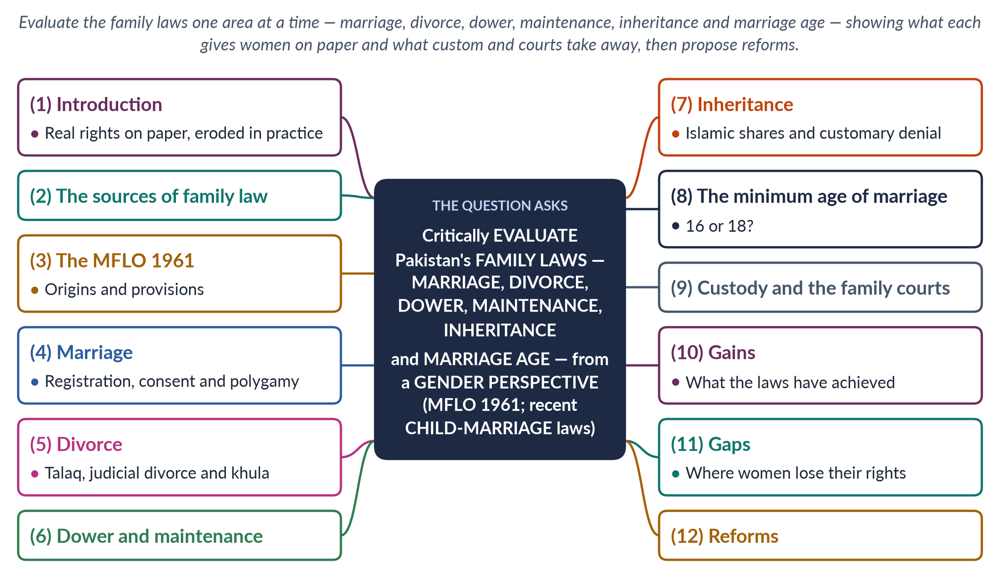 Evaluate the family laws one area at a time — marriage, divorce, dower, maintenance, inheritance and marriage age — showing what each
gives women on paper and what custom and courts take away, then propose reforms.
(1) Introduction
• Real rights on paper, eroded in practice
(2) The sources of family law
(3) The MFLO 1961
• Origins and provisions
(4) Marriage
• Registration, consent and polygamy
(5) Divorce
• Talaq, judicial divorce and khula
(6) Dower and maintenance
THE QUESTION ASKS
Critically EVALUATE
Pakistan's FAMILY LAWS —
MARRIAGE, DIVORCE,
DOWER, MAINTENANCE,
INHERITANCE
and MARRIAGE AGE — from
a GENDER PERSPECTIVE
(MFLO 1961; recent
CHILD-MARRIAGE laws)
(7) Inheritance
• Islamic shares and customary denial
(8) The minimum age of marriage
• 16 or 18?
(9) Custody and the family courts
(10) Gains
• What the laws have achieved
(11) Gaps
• Where women lose their rights
(12) Reforms